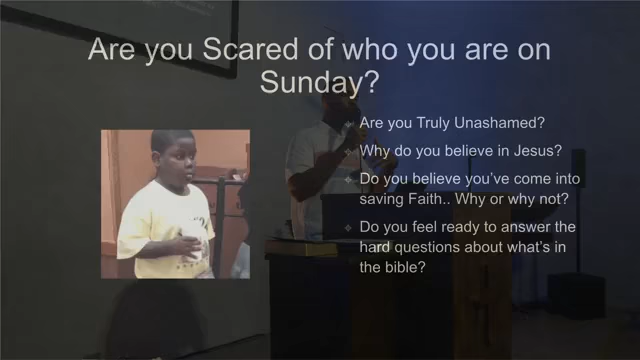 Are you Scared of who you are on
Sunday?
Are you Truly Unashamed?
Why do you believe in Jesus?
Do you believe you've come into
saving Faith.. Why or why not?
Do you feel ready to answer the
hard questions about what's in
the bible?